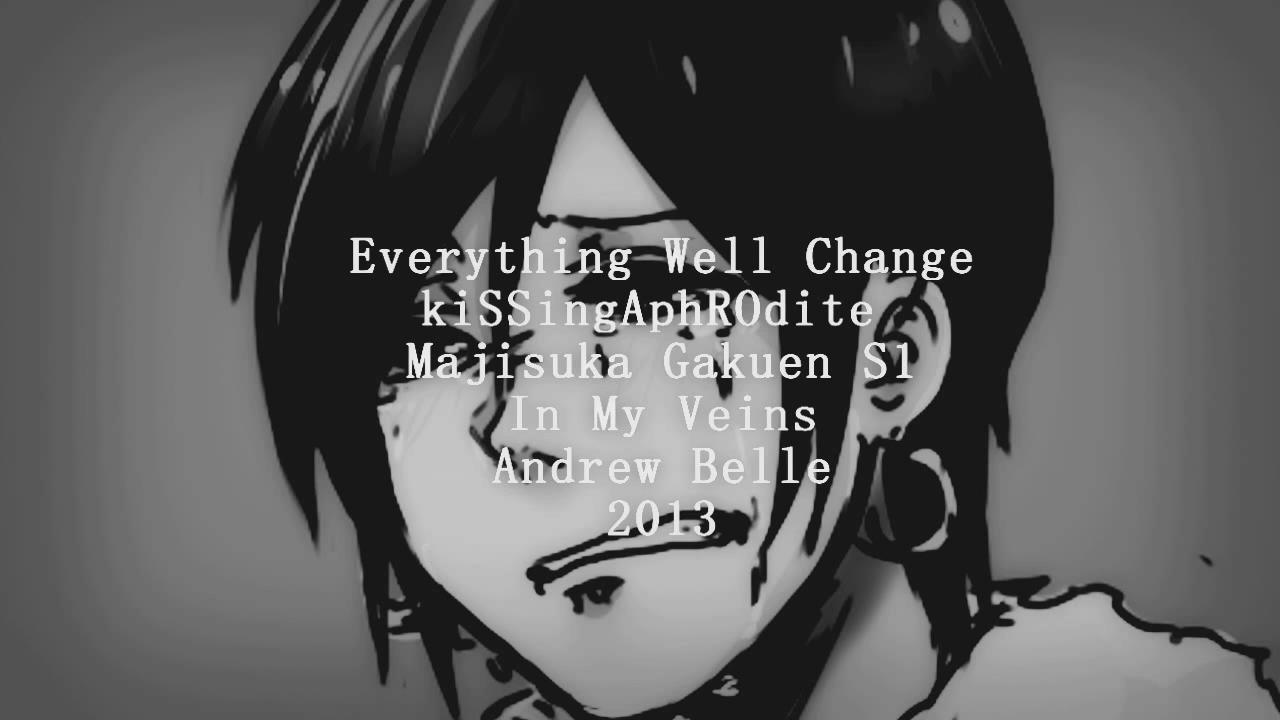 Everything Well Change
kiSSingAphROdite
Majisuka Gakuen S1
In My Veins
Andrew Belle
2013